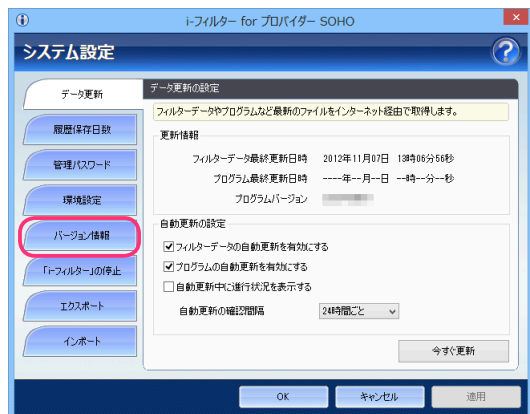 i-フィルター for プロバイダー SOHO
システム設定
データ更新
履歴保存日数
管理パスワード
環境設定
バージョン情報
「i-フィルター」の停止
エクスポート
インポート
データ更新の設定
フィルターデータやプログラムなど最新のファイルをインターネット経由で取得します。
更新情報
フィルターデータ最終更新日時 2012年11月07日 13時06分56秒
プログラム最終更新日時 ----年--月--日 --時--分--秒
プログラムバージョン
自動更新の設定
フィルターデータの自動更新を有効にする
プログラムの自動更新を有効にする
自動更新中に進行状況を表示する
自動更新の確認間隔 24時間ごと
今すぐ更新
OK キャンセル 適用